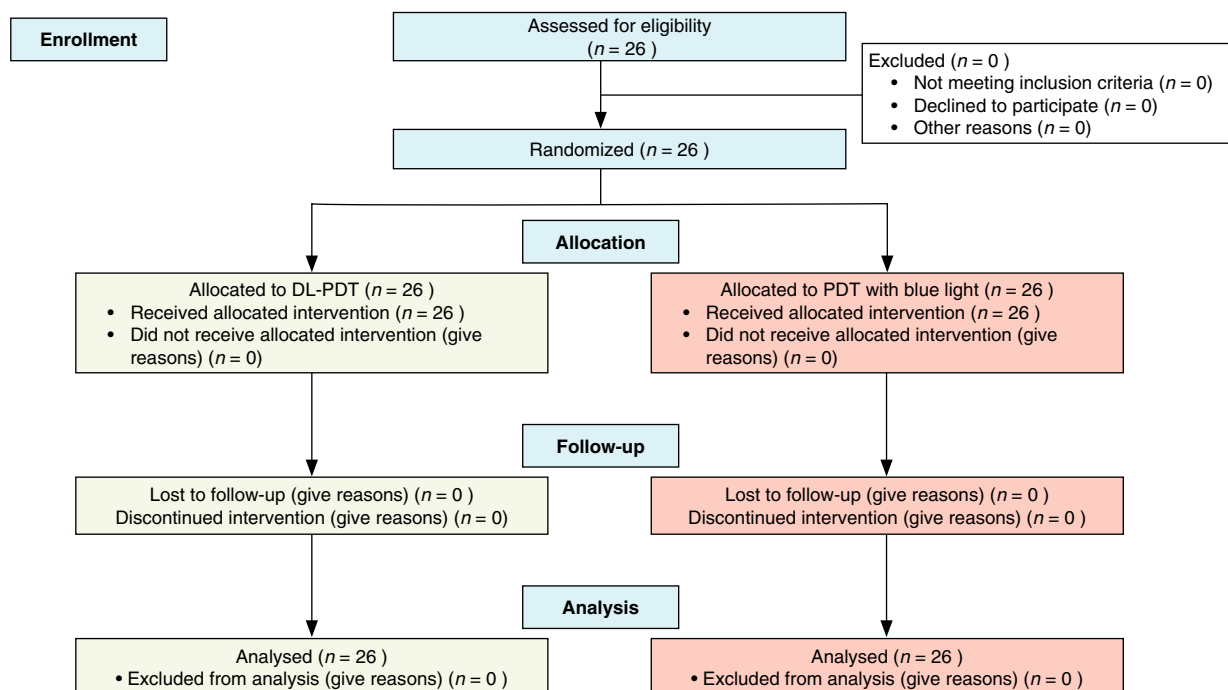 Enrollment
Assessed for eligibility
(n = 26 )
Excluded (n = 0 )
• Not meeting inclusion criteria (n = 0)
• Declined to participate (n = 0)
• Other reasons (n = 0)
Randomized (n = 26 )
Allocation
Allocated to DL-PDT (n = 26 )
• Received allocated intervention (n = 26 )
• Did not receive allocated intervention (give
reasons) (n = 0)
Allocated to PDT with blue light (n = 26 )
• Received allocated intervention (n = 26 )
• Did not receive allocated intervention (give
reasons) (n = 0)
Follow-up
Lost to follow-up (give reasons) (n = 0 )
Discontinued intervention (give reasons) (n = 0)
Lost to follow-up (give reasons) (n = 0 )
Discontinued intervention (give reasons) (n = 0 )
Analysis
Analysed (n = 26 )
• Excluded from analysis (give reasons) (n = 0 )
Analysed (n = 26 )
• Excluded from analysis (give reasons) (n = 0 )